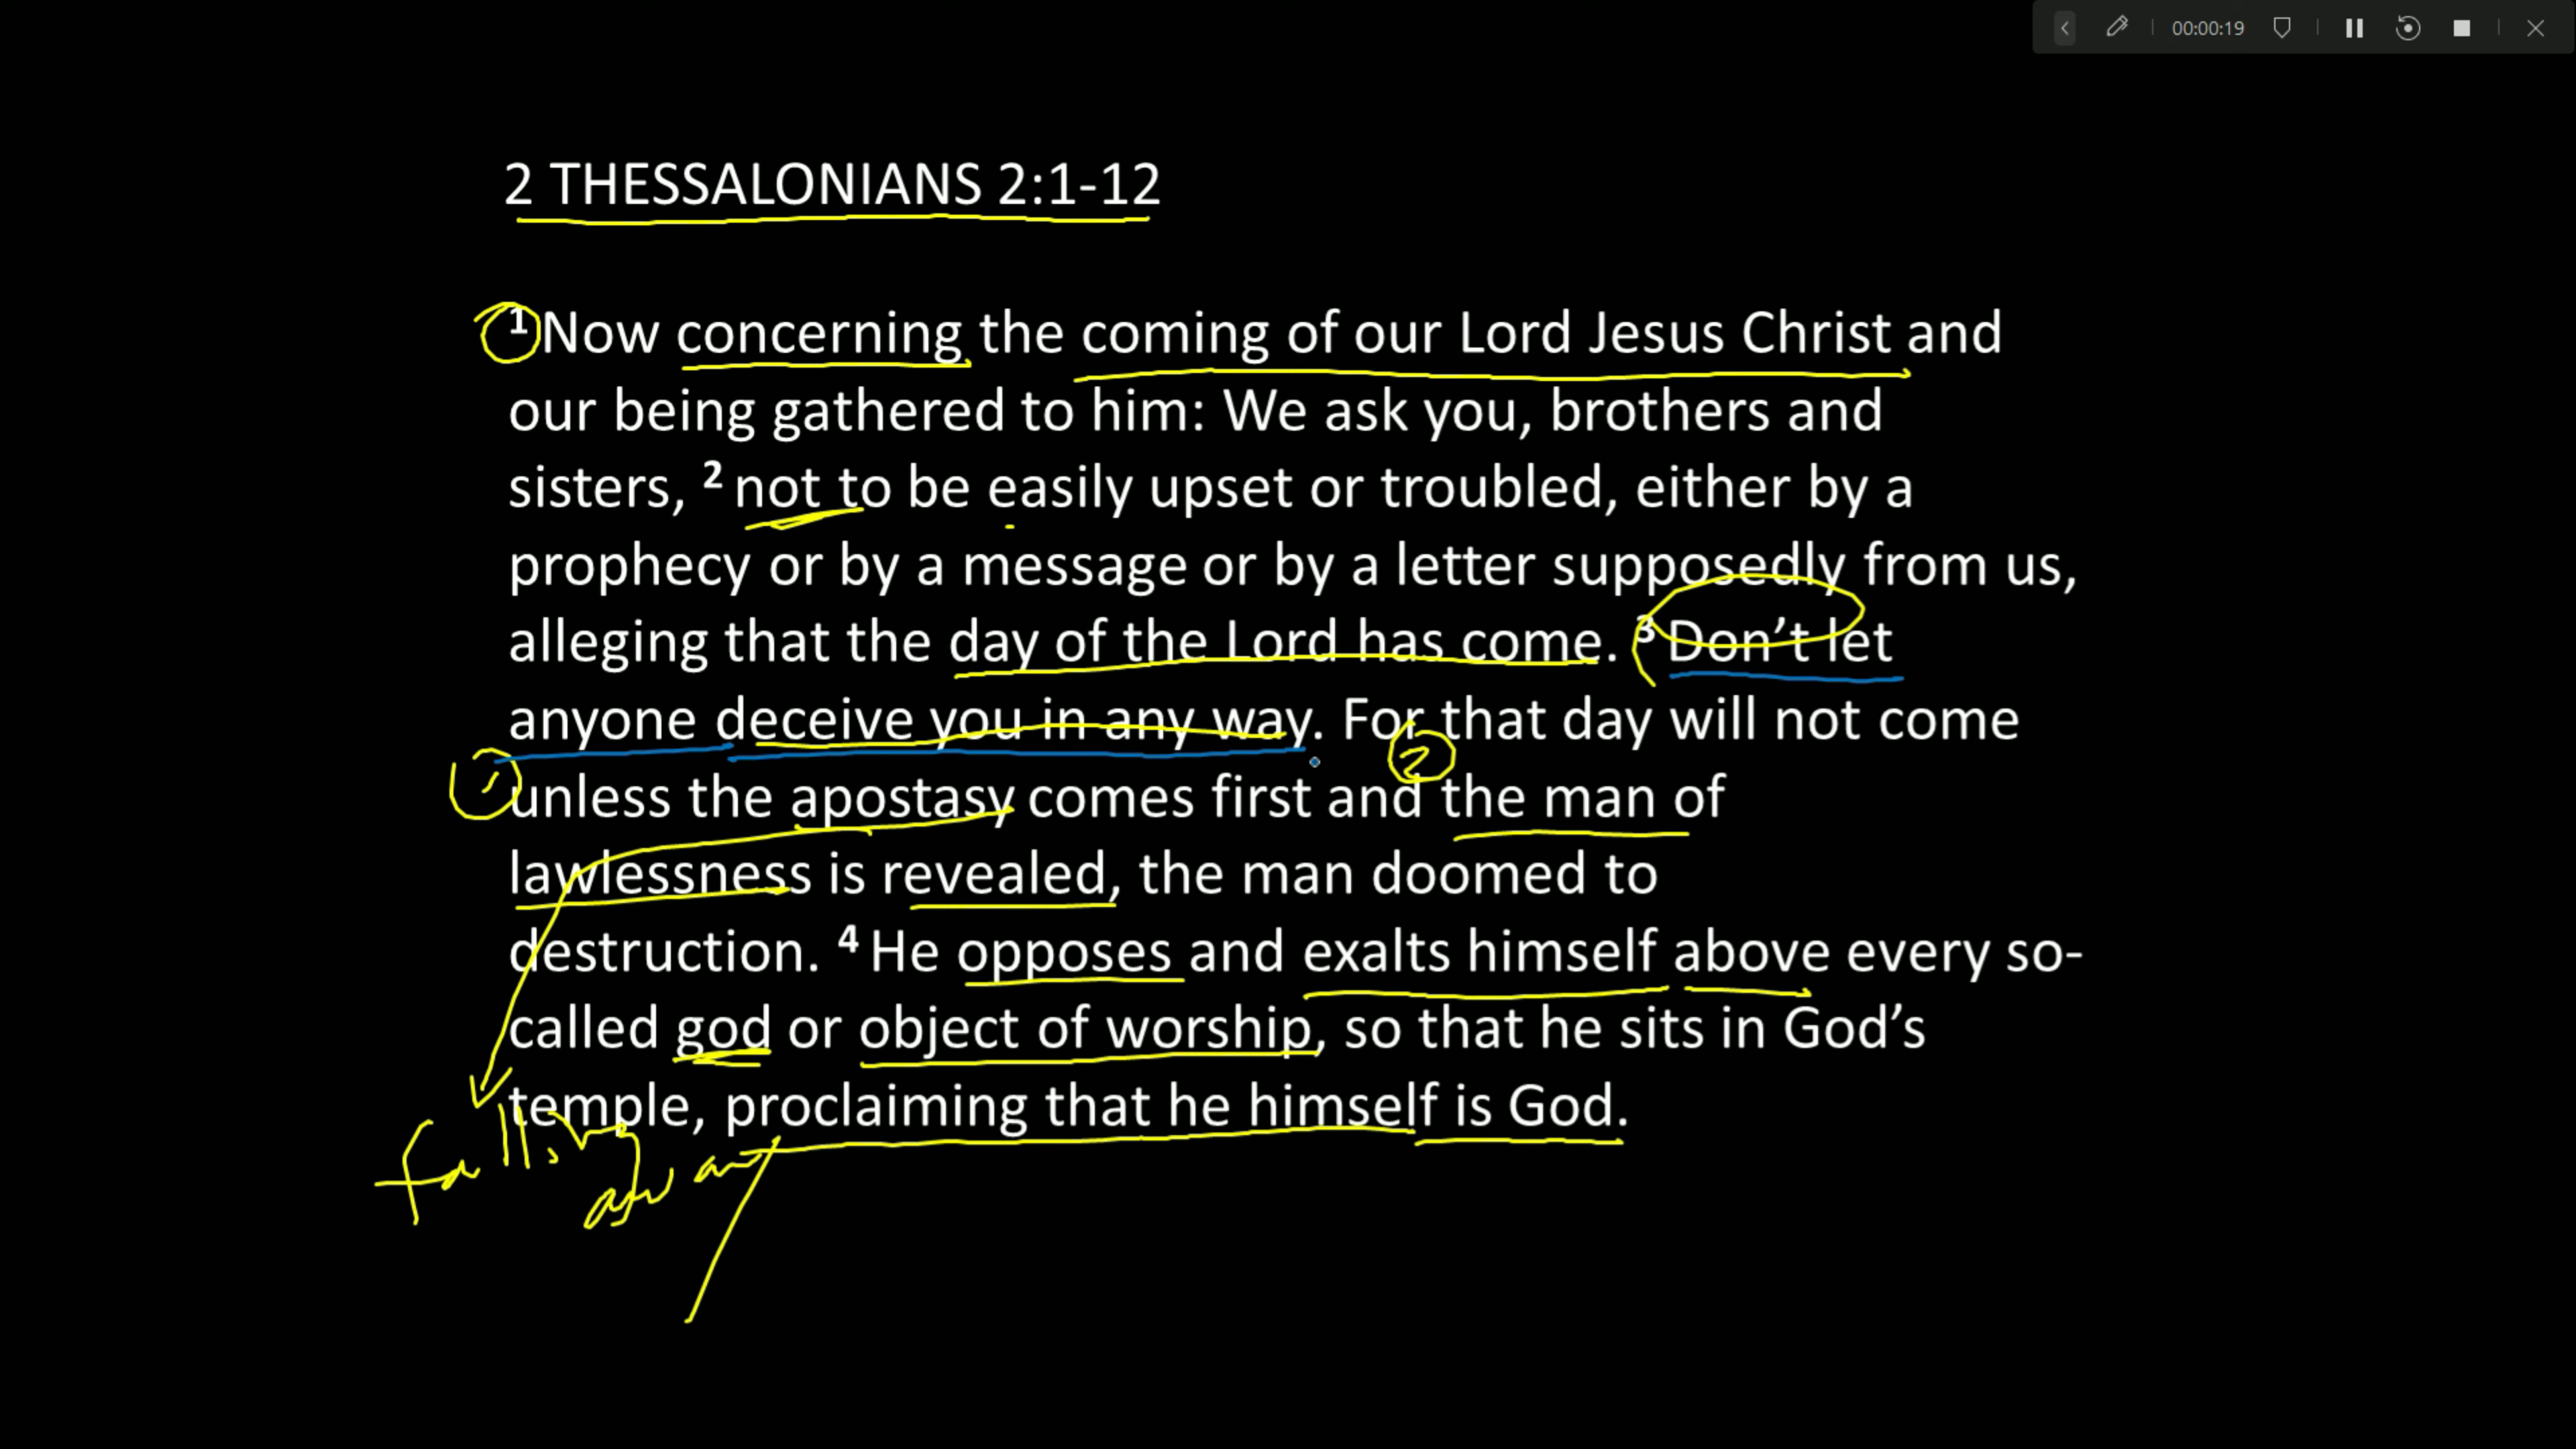 00:00:19
2 THESSALONIANS 2:1-12
1 Now concerning the coming of our Lord Jesus Christ and
our being gathered to him: We ask you, brothers and
sisters, 2 not to be easily upset or troubled, either by a
prophecy or by a message or by a letter supposedly from us,
alleging that the day of the Lord has come. 3 Don’t let
anyone deceive you in any way. For that day will not come
2
1
unless the apostasy comes first and the man of
lawlessness is revealed, the man doomed to
destruction. 4 He opposes and exalts himself above every so-
called god or object of worship, so that he sits in God’s
temple, proclaiming that he himself is God.
falling
away